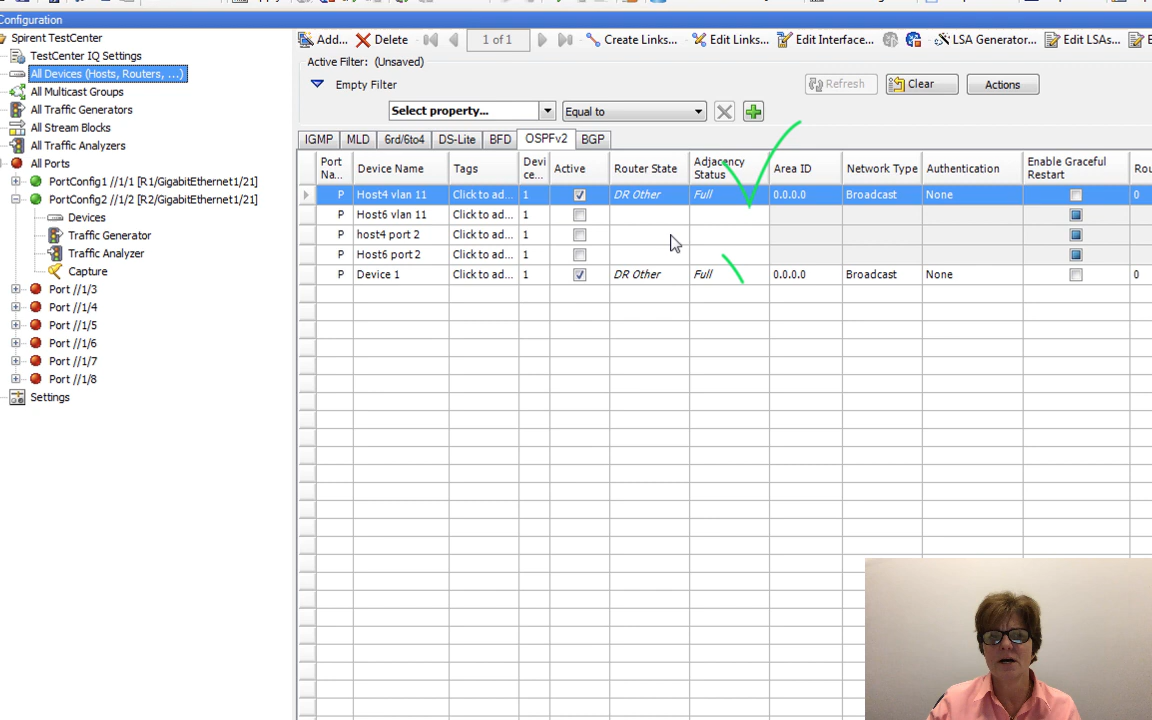 Configuration
Spirent TestCenter
TestCenter IQ Settings
All Devices (Hosts, Routers, ...)
All Multicast Groups
All Traffic Generators
All Stream Blocks
All Traffic Analyzers
All Ports
PortConfig1 //1/1 [R1/GigabitEthernet1/21]
PortConfig2 //1/2 [R2/GigabitEthernet1/21]
Devices
Traffic Generator
Traffic Analyzer
Capture
Port //1/3
Port //1/4
Port //1/5
Port //1/6
Port //1/7
Port //1/8
Settings
Add... Delete 1 of 1 Create Links... Edit Links... Edit Interface... LSA Generator... Edit LSAs... E
Active Filter: (Unsaved)
Empty Filter Refresh Clear Actions
Select property... Equal to
IGMP MLD 6rd/6to4 DS-Lite BFD OSPFv2 BGP
Port Na... Device Name Tags Devi ce... Active Router State Adjacency Status Area ID Network Type Authentication Enable Graceful Restart Rou
P Host4 vlan 11 Click to ad... 1 DR Other Full 0.0.0.0 Broadcast None 0
P Host6 vlan 11 Click to ad... 1
P host4 port 2 Click to ad... 1
P Host6 port 2 Click to ad... 1
P Device 1 Click to ad... 1 DR Other Full 0.0.0.0 Broadcast None 0